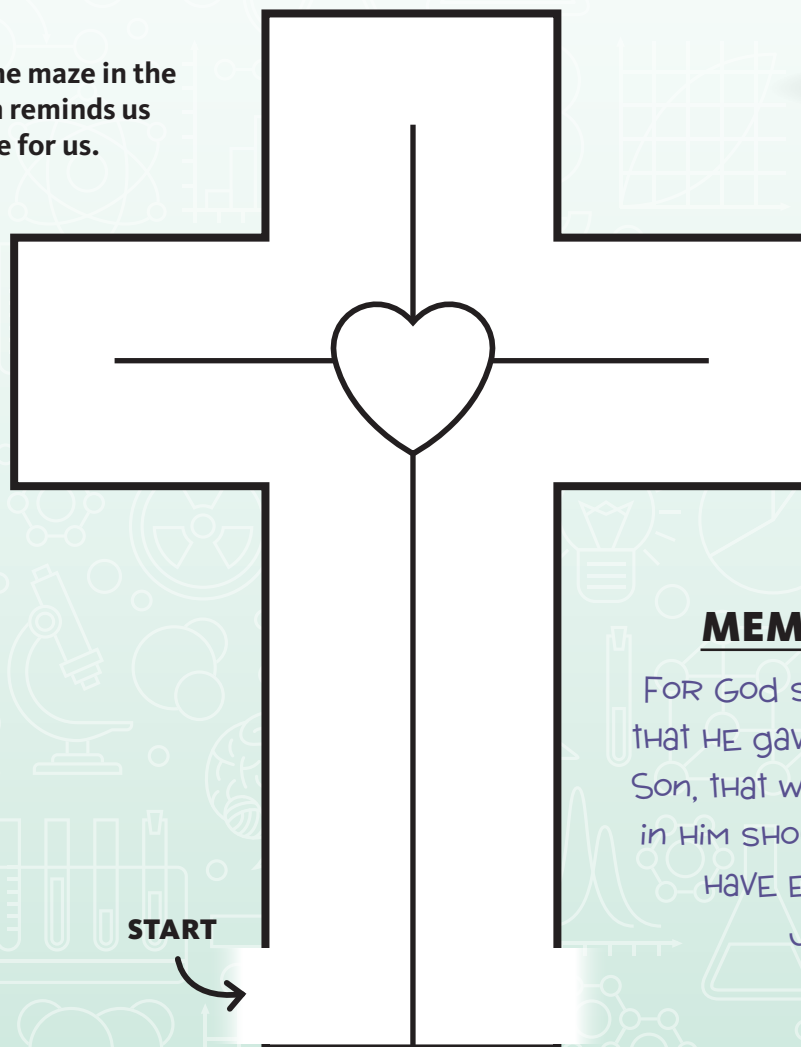 he maze in the
h reminds us
e for us.
START
MEM
FOR GOD s
tHat HE gav
Son, tHat w
in HiM SHO
HaVE E
J